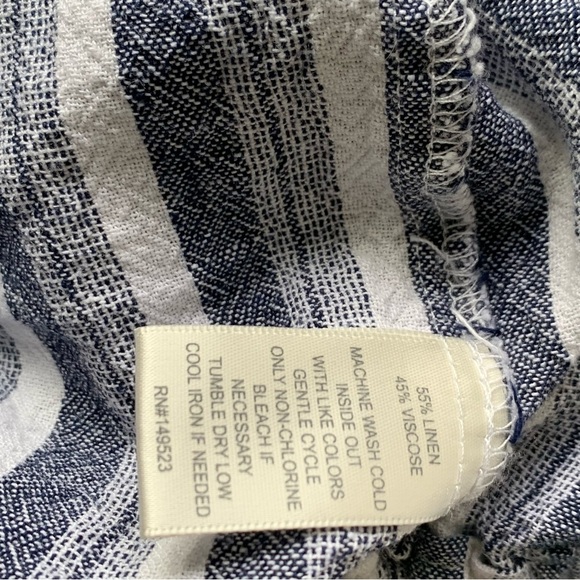 55% LINEN
45% VISCOSE
MACHINE WASH COLD
INSIDE OUT
WITH LIKE COLORS
GENTLE CYCLE
ONLY NON-CHLORINE
BLEACH IF
NECESSARY
TUMBLE DRY LOW
COOL IRON IF NEEDED
RN#149523